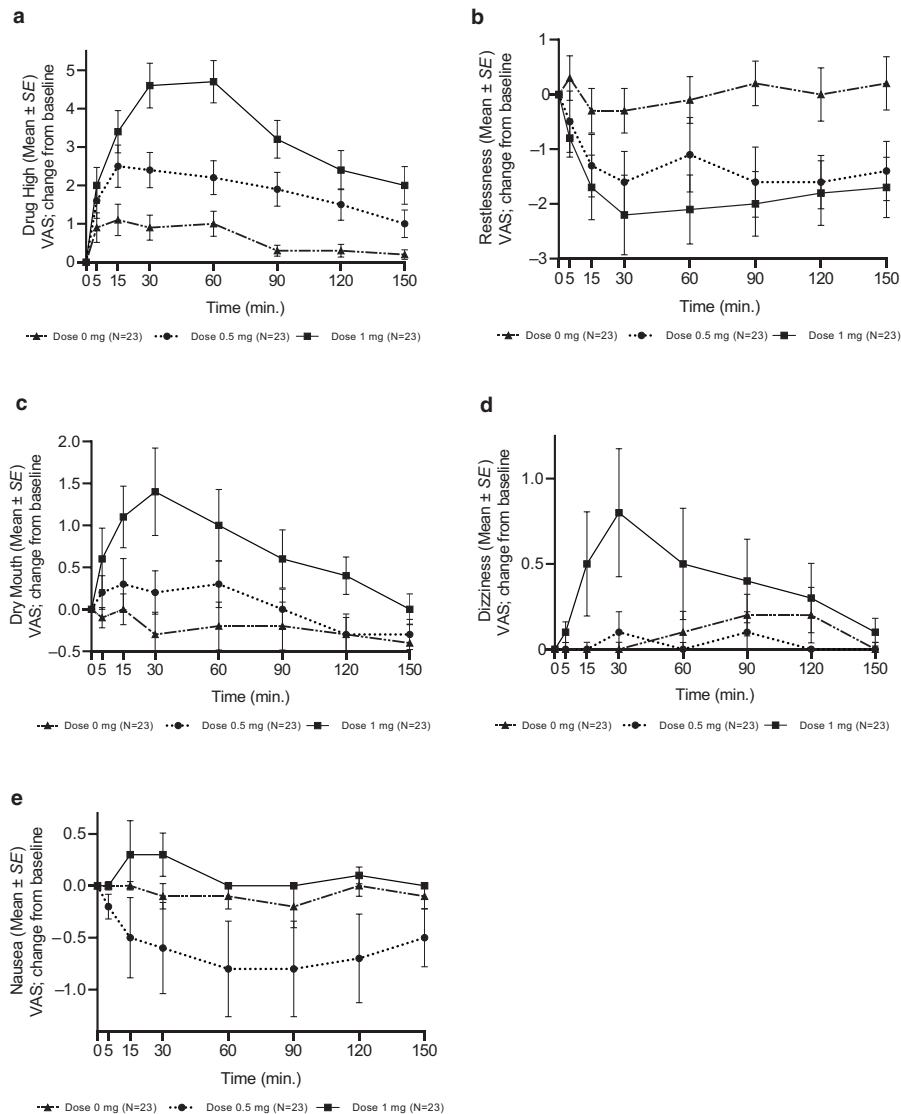 a
Drug High (Mean ± SE)
VAS; change from baseline
5
4
3
2
1
0
0 5 15 30 60 90 120 150
Time (min.)
Dose 0 mg (N=23) Dose 0.5 mg (N=23) Dose 1 mg (N=23)
b
Restlessness (Mean ± SE)
VAS; change from baseline
1
0
–1
–2
–3
0 5 15 30 60 90 120 150
Time (min.)
Dose 0 mg (N=23) Dose 0.5 mg (N=23) Dose 1 mg (N=23)
c
Dry Mouth (Mean ± SE)
VAS; change from baseline
2.0
1.5
1.0
0.5
0.0
–0.5
0 5 15 30 60 90 120 150
Time (min.)
Dose 0 mg (N=23) Dose 0.5 mg (N=23) Dose 1 mg (N=23)
d
Dizziness (Mean ± SE)
VAS; change from baseline
1.0
0.5
0
0 5 15 30 60 90 120 150
Time (min.)
Dose 0 mg (N=23) Dose 0.5 mg (N=23) Dose 1 mg (N=23)
e
Nausea (Mean ± SE)
VAS; change from baseline
0.5
0.0
–0.5
–1.0
0 5 15 30 60 90 120 150
Time (min.)
Dose 0 mg (N=23) Dose 0.5 mg (N=23) Dose 1 mg (N=23)